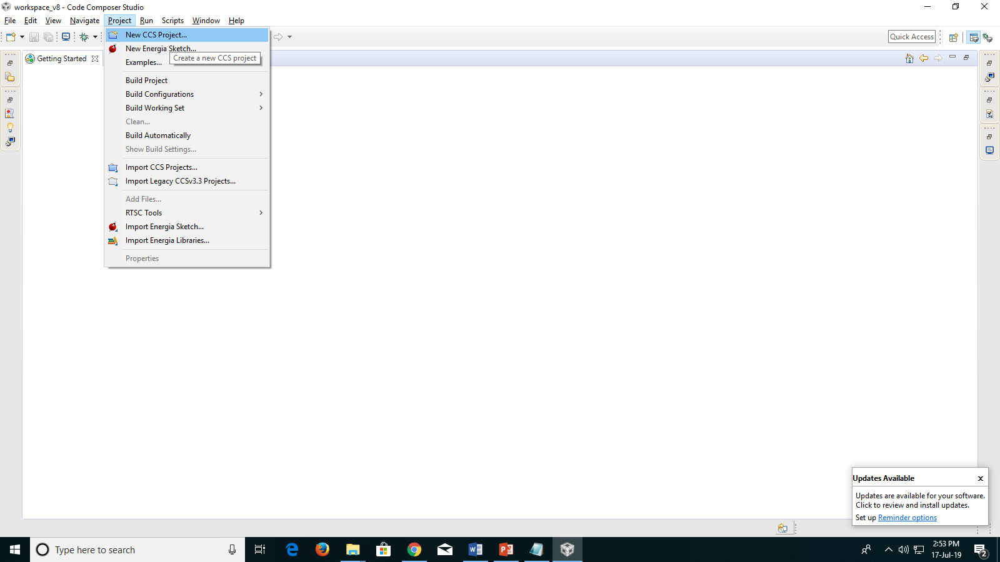 workspace_v8 - Code Composer Studio
File Edit View Navigate Project Run Scripts Window Help
Quick Access
Getting Started
New CCS Project...
New Energia Sketch...
Create a new CCS project
Examples...
Build Project
Build Configurations
Build Working Set
Clean...
Build Automatically
Show Build Settings...
Import CCS Projects...
Import Legacy CCSv3.3 Projects...
Add Files...
RTSC Tools
Import Energia Sketch...
Import Energia Libraries...
Properties
Updates Available
Updates are available for your software.
Click to review and install updates.
Set up Reminder options
Type here to search
2:53 PM
17-Jul-19
2